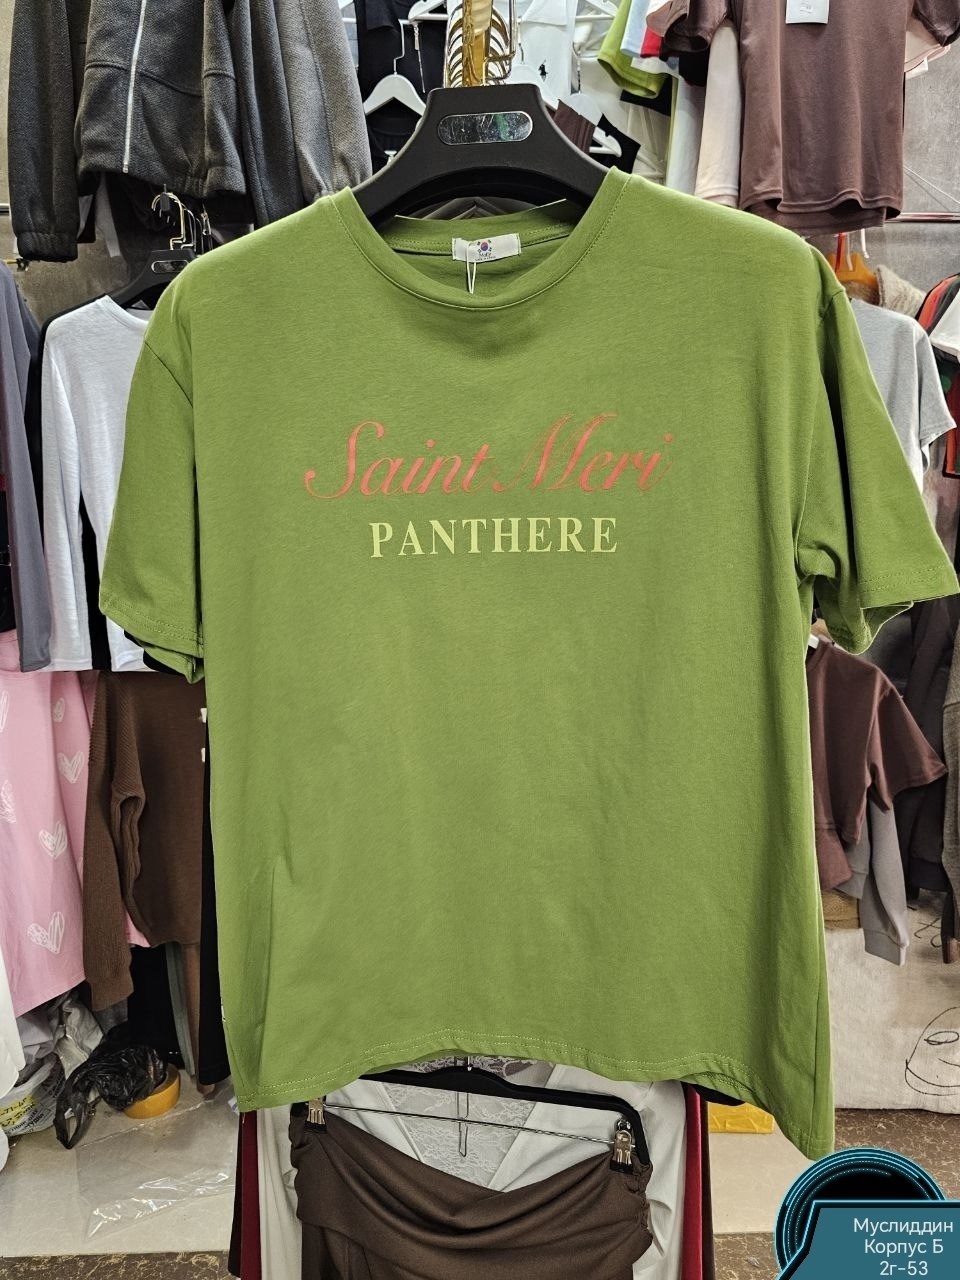 Saint Meri
PANTHERE
Муслиддин
Корпус Б
2г-53